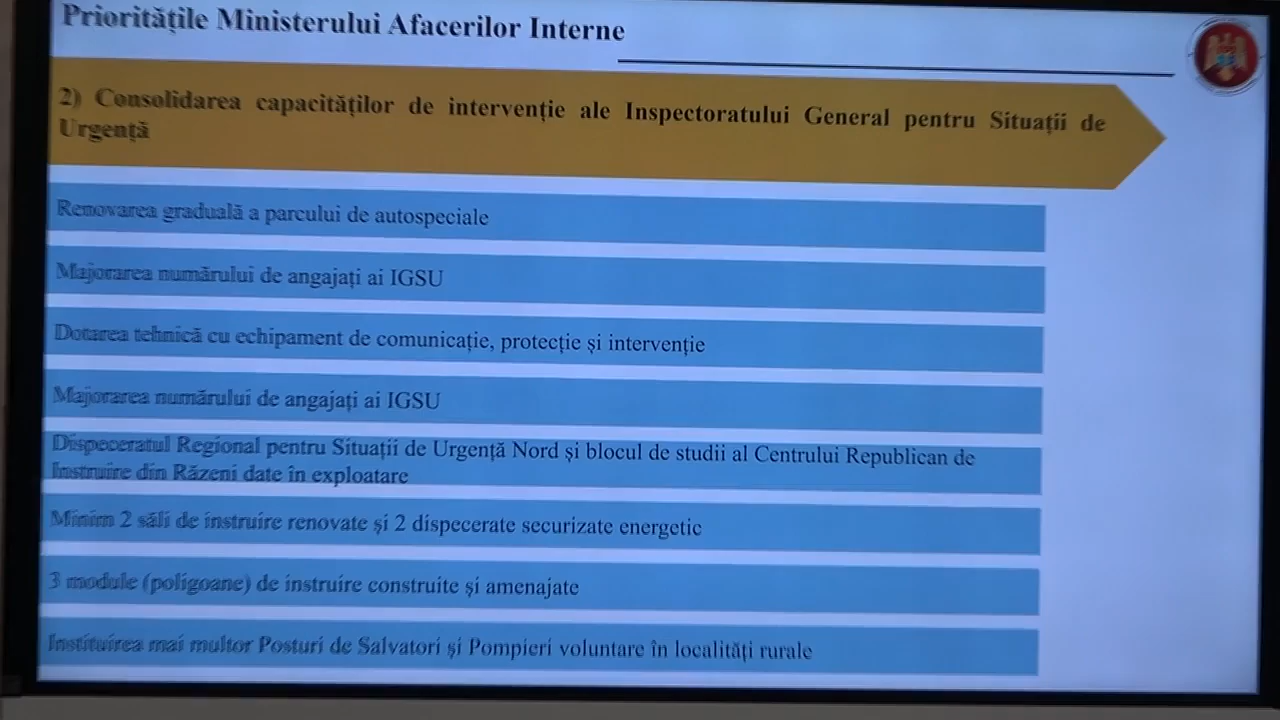 Prioritățile Ministerului Afacerilor Interne
2) Consolidarea capacităților de intervenție ale Inspectoratului General pentru Situații de
Urgență
Renovarea graduală a parcului de autospeciale
Majorarea numărului de angajați ai IGSU
Dotarea tehnică cu echipament de comunicație, protecție și intervenție
Majorarea numărului de angajați ai IGSU
Dispeceratul Regional pentru Situații de Urgență Nord și blocul de studii al Centrului Republican de
Instruire din Răzeni date în exploatare
Minim 2 săli de instruire renovate și 2 dispecerate securizate energetic
3 module (poligoane) de instruire construite și amenajate
Instituirea mai multor Posturi de Salvatori și Pompieri voluntare în localități rurale